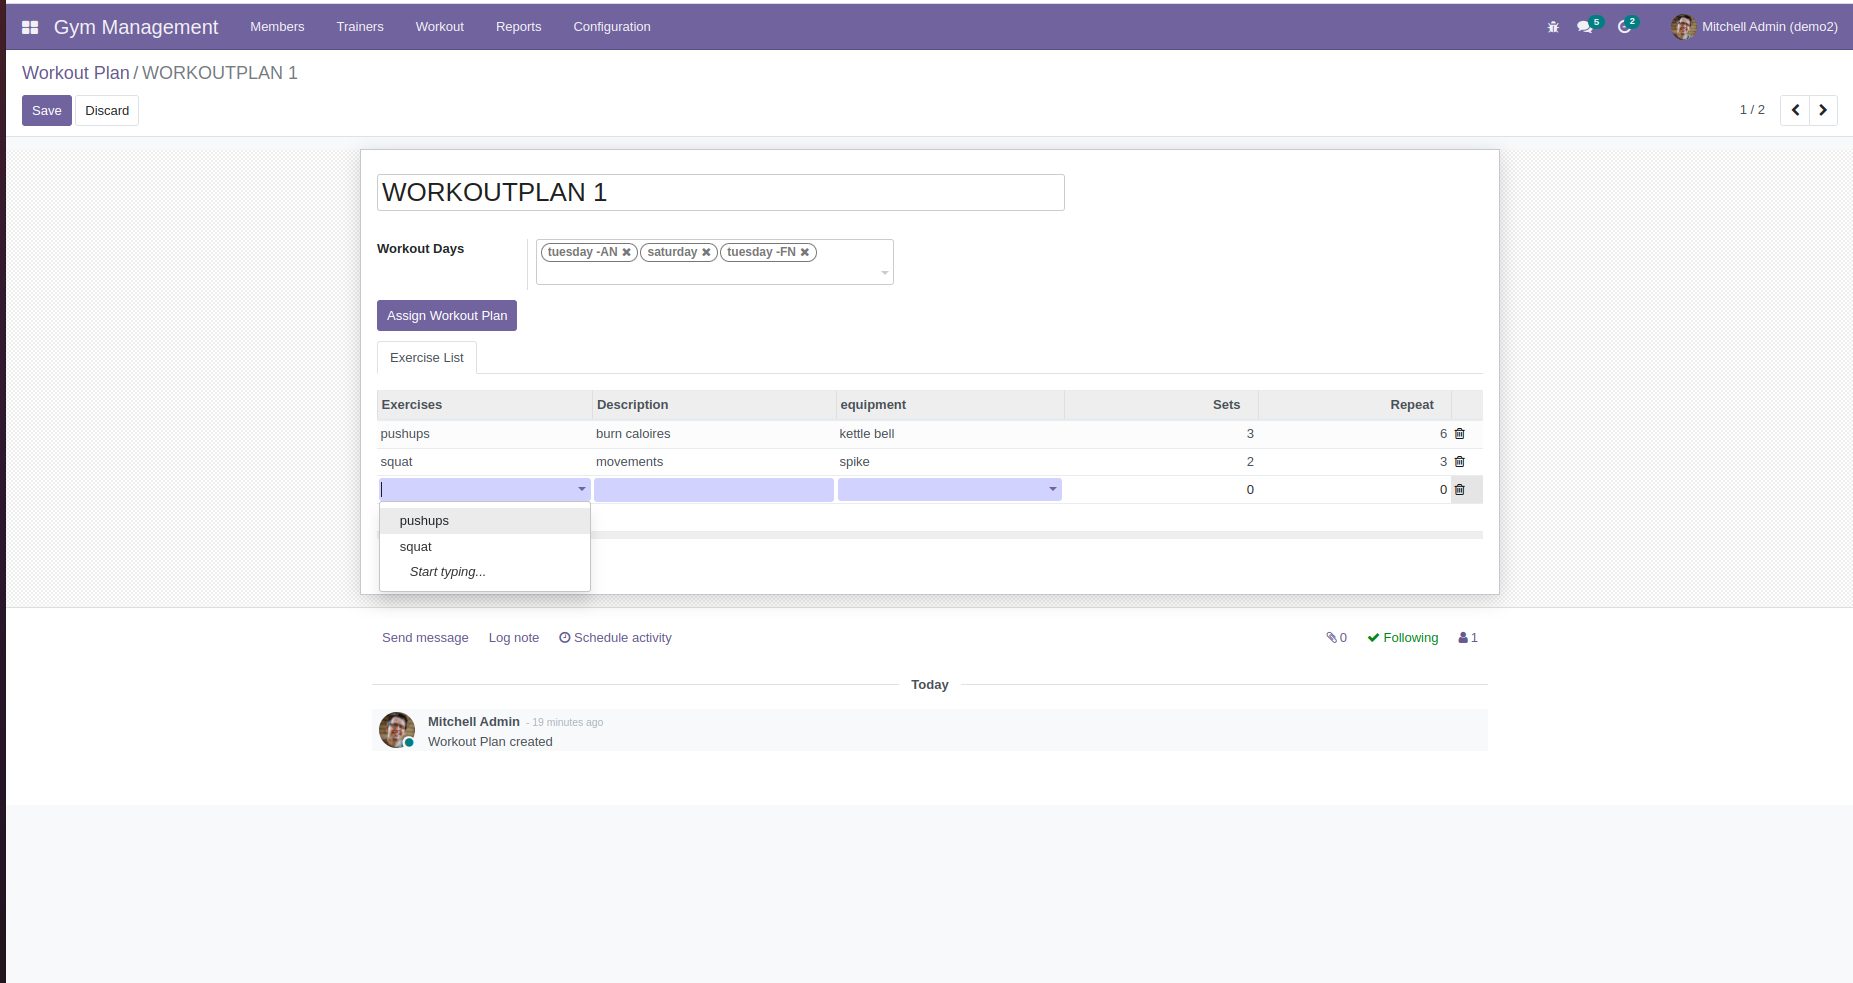 Gym Management Members Trainers Workout Reports Configuration 5 2 Mitchell Admin (demo2)
Workout Plan / WORKOUTPLAN 1
Save Discard 1 / 2
WORKOUTPLAN 1
Workout Days tuesday -AN saturday tuesday -FN
Assign Workout Plan
Exercise List
Exercises Description equipment Sets Repeat
pushups burn caloires kettle bell 3 6
squat movements spike 2 3
0 0
pushups
squat
Start typing...
Send message Log note Schedule activity 0 Following 1
Today
Mitchell Admin - 19 minutes ago
Workout Plan created